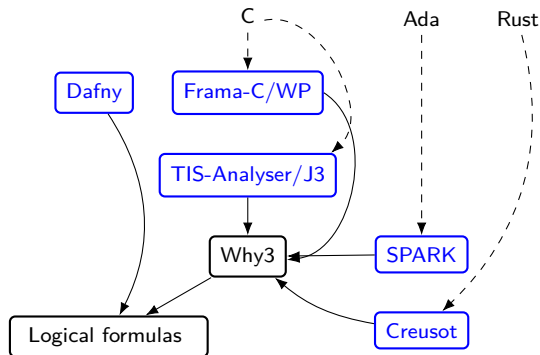 C
Ada
Rust
Dafny
Frama-C/WP
TIS-Analyser/J3
Why3
SPARK
Logical formulas
Creusot